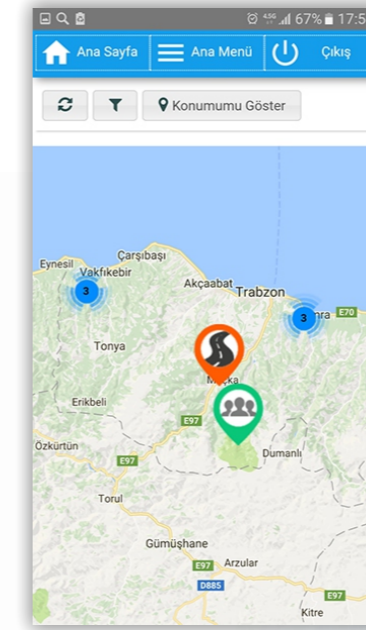 67% 17:5
Ana Sayfa Ana Menü Çıkış
Konumumu Göster
Eynesil
Çarşıbaşı
Vakfıkebir
3
Akçaabat
Trabzon
3
E70
Tonya
Erikbeli
E97
Özkürtün
E97
Dumanlı
Torul
Gümüşhane
E97
Arzular
D885
E97
Kitre